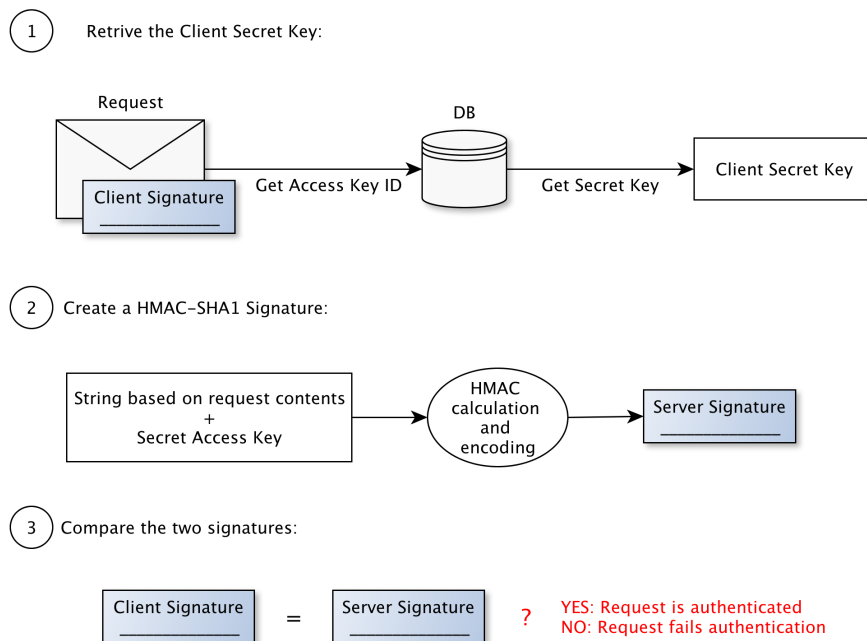 1
Retrive the Client Secret Key:
Request
DB
Client Signature
Get Access Key ID
Get Secret Key
Client Secret Key
2
Create a HMAC-SHA1 Signature:
String based on request contents
+
Secret Access Key
HMAC
calculation
and
encoding
Server Signature
3
Compare the two signatures:
Client Signature
=
Server Signature
?
YES: Request is authenticated
NO: Request fails authentication